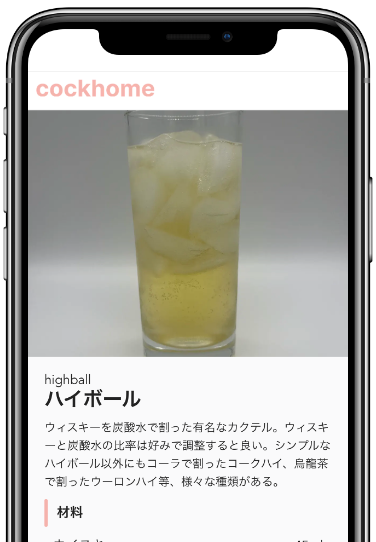 cockhome
highball
ハイボール
ウィスキーを炭酸水で割った有名なカクテル。ウィスキ
ーと炭酸水の比率は好みで調整すると良い。シンプルな
ハイボール以外にもコーラで割ったコークハイ、烏龍茶
で割ったウーロンハイ等、様々な種類がある。
材料